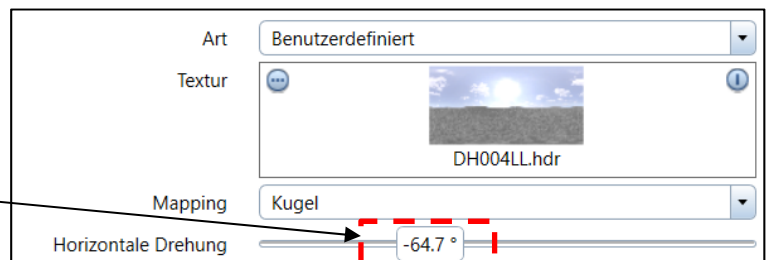 Art Benutzerdefiniert
Textur
DH004LL.hdr
Mapping Kugel
Horizontale Drehung -64.7 °